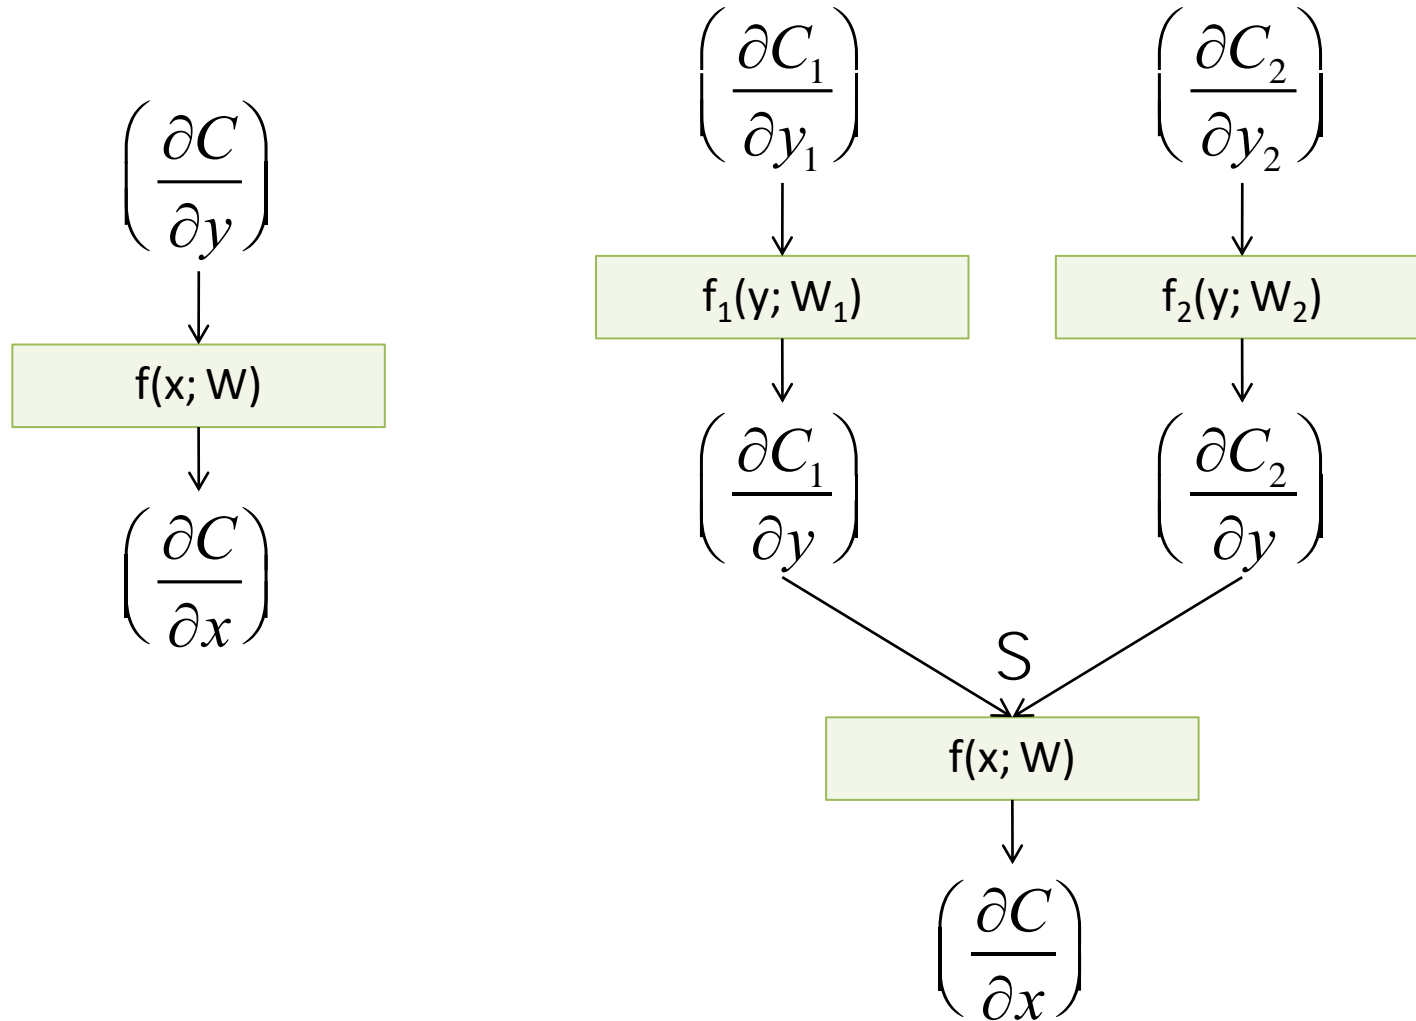 (∂C/∂y)
f(x; W)
(∂C/∂x)
(∂C₁/∂y₁) (∂C₂/∂y₂)
f₁(y; W₁) f₂(y; W₂)
(∂C₁/∂y) (∂C₂/∂y)
S
f(x; W)
(∂C/∂x)